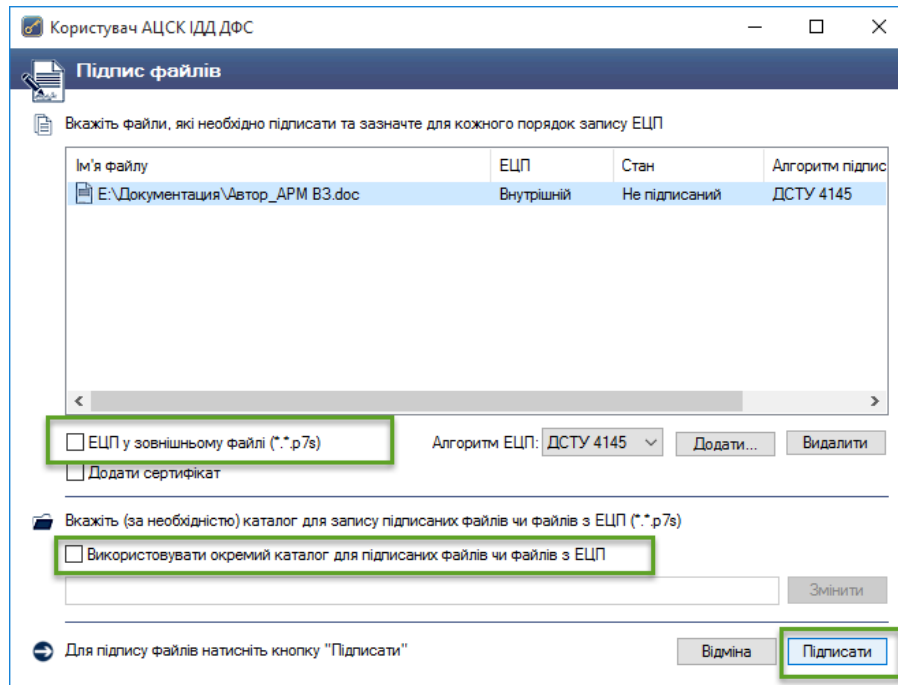 Користувач АЦСК ІДД ДФС
Підпис файлів
Вкажіть файли, які необхідно підписати та зазначте для кожного порядок запису ЕЦП
Ім'я файлу ЕЦП Стан Алгоритм підпис
E:\Документация\Автор_АРМ ВЗ.doc Внутрішній Не підписаний ДСТУ 4145
ЕЦП у зовнішньому файлі (*.*.p7s) Алгоритм ЕЦП: ДСТУ 4145 Додати... Видалити
Додати сертифікат
Вкажіть (за необхідністю) каталог для запису підписаних файлів чи файлів з ЕЦП (*.*.p7s)
Використовувати окремий каталог для підписаних файлів чи файлів з ЕЦП
Змінити
Для підпису файлів натисніть кнопку "Підписати" Відміна Підписати